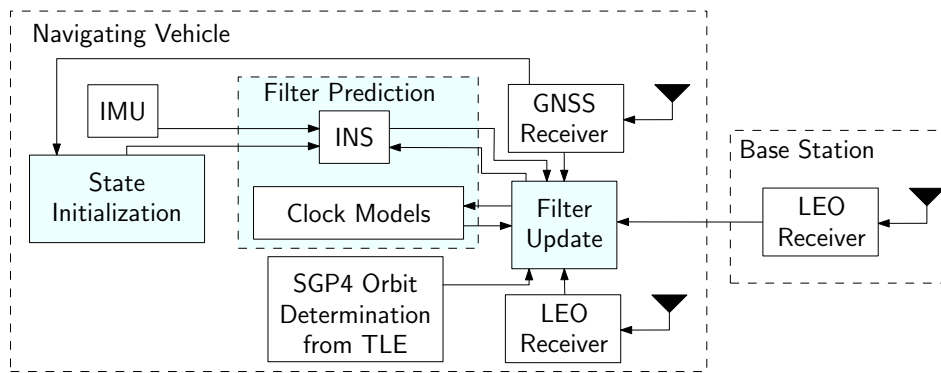 Navigating Vehicle
Filter Prediction
IMU
INS
GNSS
Receiver
Base Station
State
Initialization
Clock Models
Filter
Update
LEO
Receiver
SGP4 Orbit
Determination
from TLE
LEO
Receiver